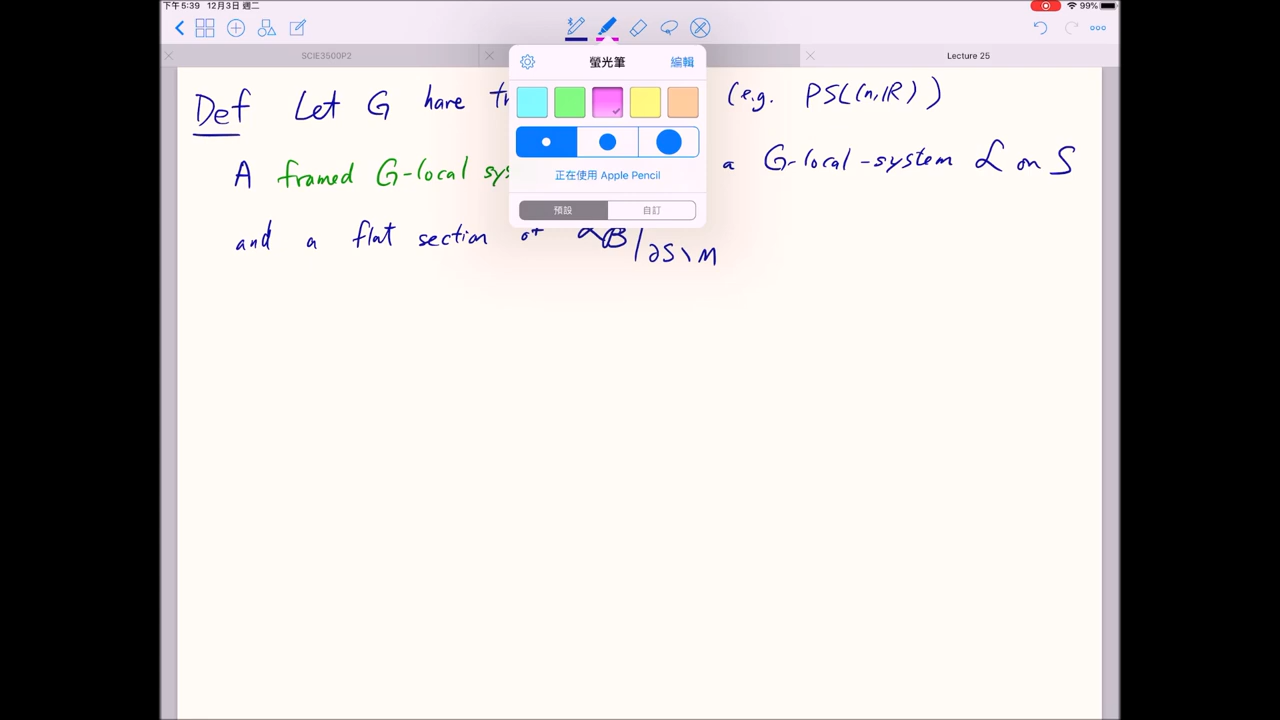 下午5:39 12月3日 週二 99%
SCIE3500P2 Lecture 25
螢光筆 編輯
正在使用 Apple Pencil
預設 自訂
Def Let G have (e.g. PSL(n,ℝ))
A framed G-local a G-local-system ℒ on S
and a flat section of ℒ_B|∂S\M